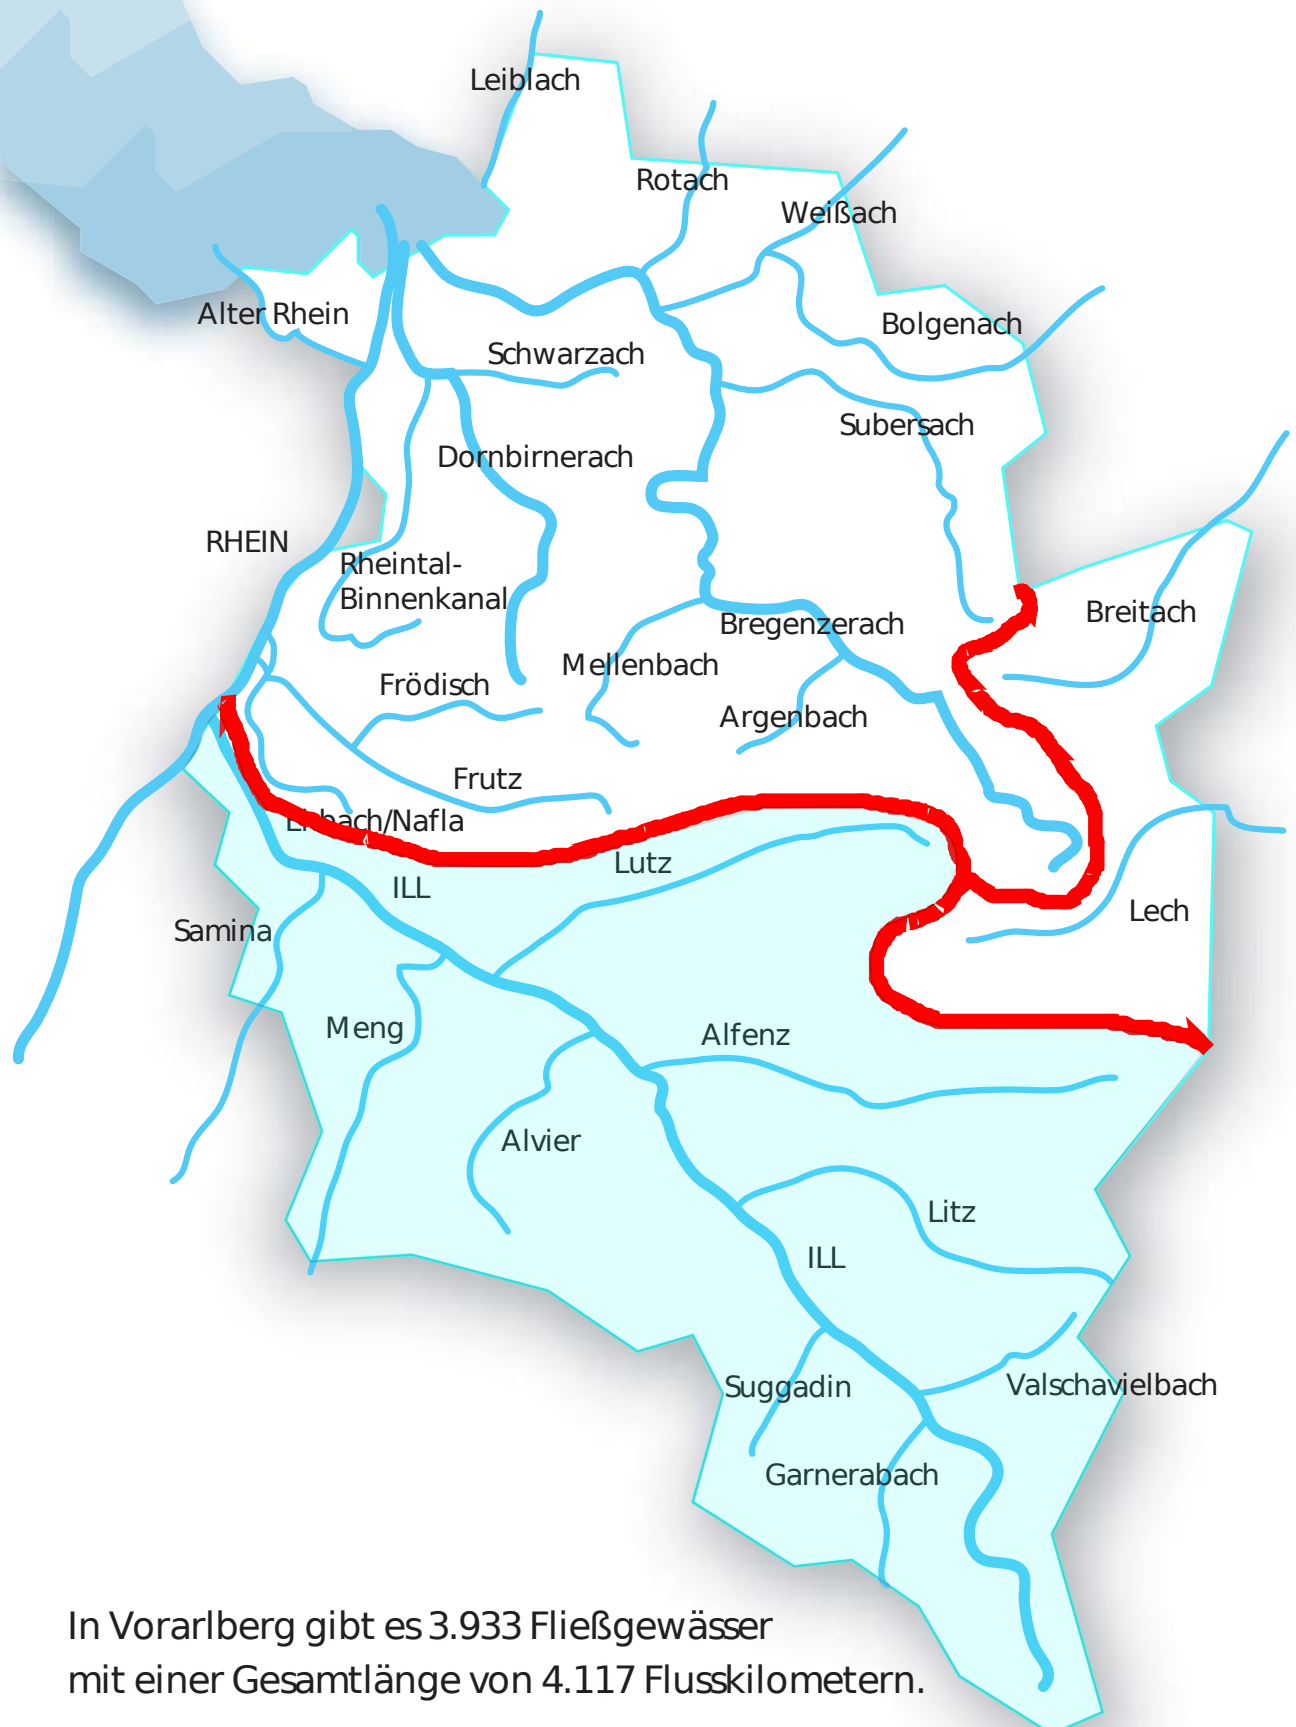 Leiblach
Rotach
Weißach
Alter Rhein
Bolgenach
Schwarzach
Subersach
Dornbirnerach
RHEIN
Rheintal-
Binnenkanal
Breitach
Bregenzerach
Mellenbach
Frödisch
Argenbach
Frutz
Ehbach/Nafla
Lutz
ILL
Lech
Samina
Meng
Alfenz
Alvier
Litz
ILL
Suggadin
Valschavielbach
Garnerabach
In Vorarlberg gibt es 3.933 Fließgewässer
mit einer Gesamtlänge von 4.117 Flusskilometern.